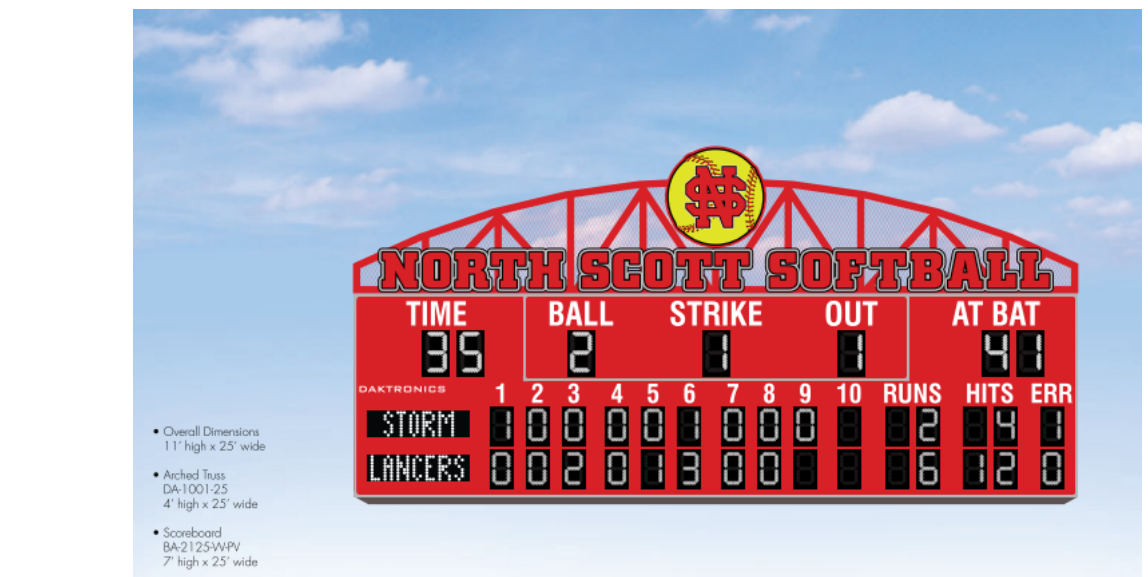 NS
NORTH SCOTT SOFTBALL
TIME BALL STRIKE OUT AT BAT
35 2 1 1 41
DAKTRONICS 1 2 3 4 5 6 7 8 9 10 RUNS HITS ERR
STORM 1 0 0 0 0 1 0 0 0 2 4 1
LANCERS 0 0 2 0 1 3 0 0 6 12 0
• Overall Dimensions
11' high x 25' wide
• Arched Truss
DA-1001-25
4' high x 25' wide
• Scoreboard
BA-2125-W-PV
7' high x 25' wide